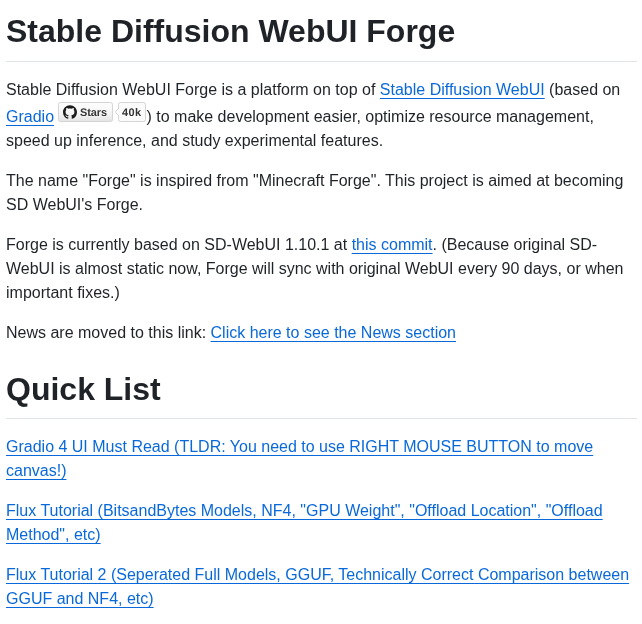 Stable Diffusion WebUI Forge
Stable Diffusion WebUI Forge is a platform on top of Stable Diffusion WebUI (based on
Gradio Stars 40k ) to make development easier, optimize resource management,
speed up inference, and study experimental features.
The name "Forge" is inspired from "Minecraft Forge". This project is aimed at becoming
SD WebUI's Forge.
Forge is currently based on SD-WebUI 1.10.1 at this commit. (Because original SD-
WebUI is almost static now, Forge will sync with original WebUI every 90 days, or when
important fixes.)
News are moved to this link: Click here to see the News section
Quick List
Gradio 4 UI Must Read (TLDR: You need to use RIGHT MOUSE BUTTON to move
canvas!)
Flux Tutorial (BitsandBytes Models, NF4, "GPU Weight", "Offload Location", "Offload
Method", etc)
Flux Tutorial 2 (Seperated Full Models, GGUF, Technically Correct Comparison between
GGUF and NF4, etc)